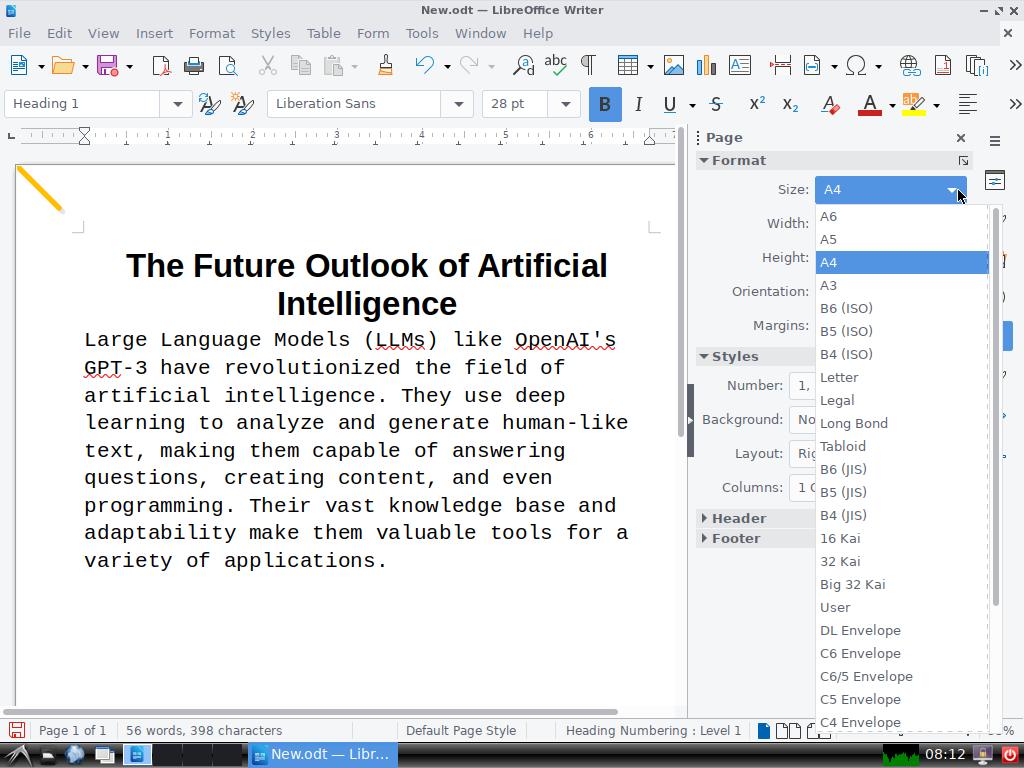 New.odt — LibreOffice Writer
File Edit View Insert Format Styles Table Form Tools Window Help
Heading 1 Liberation Sans 28 pt
1 2 3 4 5 6 7
The Future Outlook of Artificial
Intelligence
Large Language Models (LLMs) like OpenAI's
GPT-3 have revolutionized the field of
artificial intelligence. They use deep
learning to analyze and generate human-like
text, making them capable of answering
questions, creating content, and even
programming. Their vast knowledge base and
adaptability make them valuable tools for a
variety of applications.
Page
Format
Size: A4
Width:
Height:
Orientation:
Margins:
Styles
Number: 1,
Background: No
Layout: Rig
Columns: 1 C
Header
Footer
A6
A5
A4
A3
B6 (ISO)
B5 (ISO)
B4 (ISO)
Letter
Legal
Long Bond
Tabloid
B6 (JIS)
B5 (JIS)
B4 (JIS)
16 Kai
32 Kai
Big 32 Kai
User
DL Envelope
C6 Envelope
C6/5 Envelope
C5 Envelope
C4 Envelope
Page 1 of 1 56 words, 398 characters Default Page Style Heading Numbering : Level 1
New.odt — Libr... 08:12